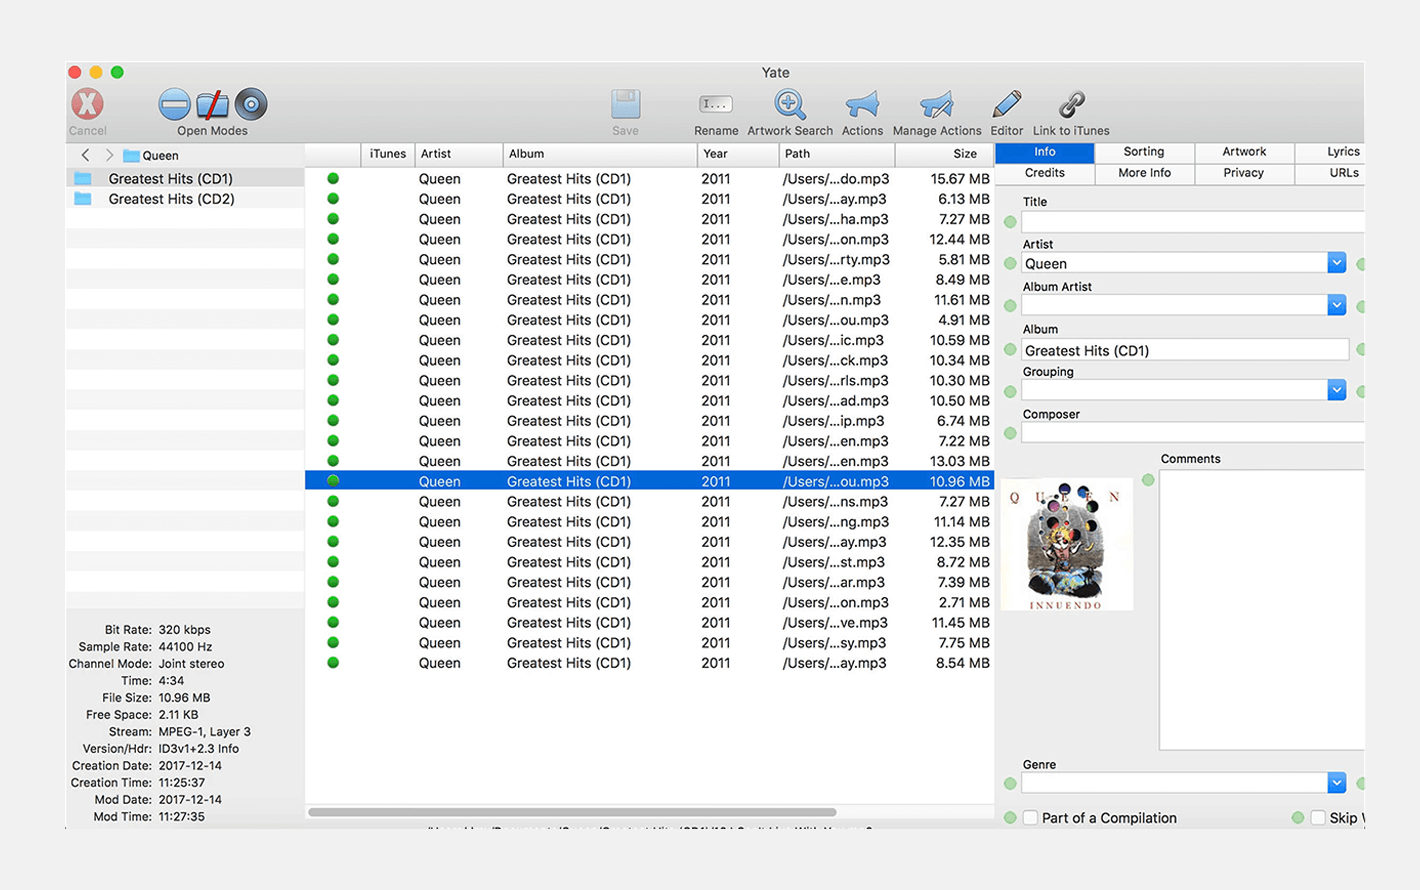 Yate
Cancel
Open Modes
Save
I...
Rename
Artwork Search
Actions
Manage Actions
Editor
Link to iTunes
Queen
Greatest Hits (CD1)
Greatest Hits (CD2)
iTunes Artist Album Year Path Size
Queen Greatest Hits (CD1) 2011 /Users/...do.mp3 15.67 MB
Queen Greatest Hits (CD1) 2011 /Users/...ay.mp3 6.13 MB
Queen Greatest Hits (CD1) 2011 /Users/...ha.mp3 7.27 MB
Queen Greatest Hits (CD1) 2011 /Users/...on.mp3 12.44 MB
Queen Greatest Hits (CD1) 2011 /Users/...rty.mp3 5.81 MB
Queen Greatest Hits (CD1) 2011 /Users/...e.mp3 8.49 MB
Queen Greatest Hits (CD1) 2011 /Users/...n.mp3 11.61 MB
Queen Greatest Hits (CD1) 2011 /Users/...ou.mp3 4.91 MB
Queen Greatest Hits (CD1) 2011 /Users/...ic.mp3 10.59 MB
Queen Greatest Hits (CD1) 2011 /Users/...ck.mp3 10.34 MB
Queen Greatest Hits (CD1) 2011 /Users/...rls.mp3 10.30 MB
Queen Greatest Hits (CD1) 2011 /Users/...ad.mp3 10.50 MB
Queen Greatest Hits (CD1) 2011 /Users/...ip.mp3 6.74 MB
Queen Greatest Hits (CD1) 2011 /Users/...en.mp3 7.22 MB
Queen Greatest Hits (CD1) 2011 /Users/...en.mp3 13.03 MB
Queen Greatest Hits (CD1) 2011 /Users/...ou.mp3 10.96 MB
Queen Greatest Hits (CD1) 2011 /Users/...ns.mp3 7.27 MB
Queen Greatest Hits (CD1) 2011 /Users/...ng.mp3 11.14 MB
Queen Greatest Hits (CD1) 2011 /Users/...ay.mp3 12.35 MB
Queen Greatest Hits (CD1) 2011 /Users/...st.mp3 8.72 MB
Queen Greatest Hits (CD1) 2011 /Users/...ar.mp3 7.39 MB
Queen Greatest Hits (CD1) 2011 /Users/...on.mp3 2.71 MB
Queen Greatest Hits (CD1) 2011 /Users/...ve.mp3 11.45 MB
Queen Greatest Hits (CD1) 2011 /Users/...sy.mp3 7.75 MB
Queen Greatest Hits (CD1) 2011 /Users/...ay.mp3 8.54 MB
Info Sorting Artwork Lyrics
Credits More Info Privacy URLs
Title
Artist
Queen
Album Artist
Album
Greatest Hits (CD1)
Grouping
Composer
Comments
QUEEN
INNUENDO
Genre
Part of a Compilation
Skip
Bit Rate: 320 kbps
Sample Rate: 44100 Hz
Channel Mode: Joint stereo
Time: 4:34
File Size: 10.96 MB
Free Space: 2.11 KB
Stream: MPEG-1, Layer 3
Version/Hdr: ID3v1+2.3 Info
Creation Date: 2017-12-14
Creation Time: 11:25:37
Mod Date: 2017-12-14
Mod Time: 11:27:35